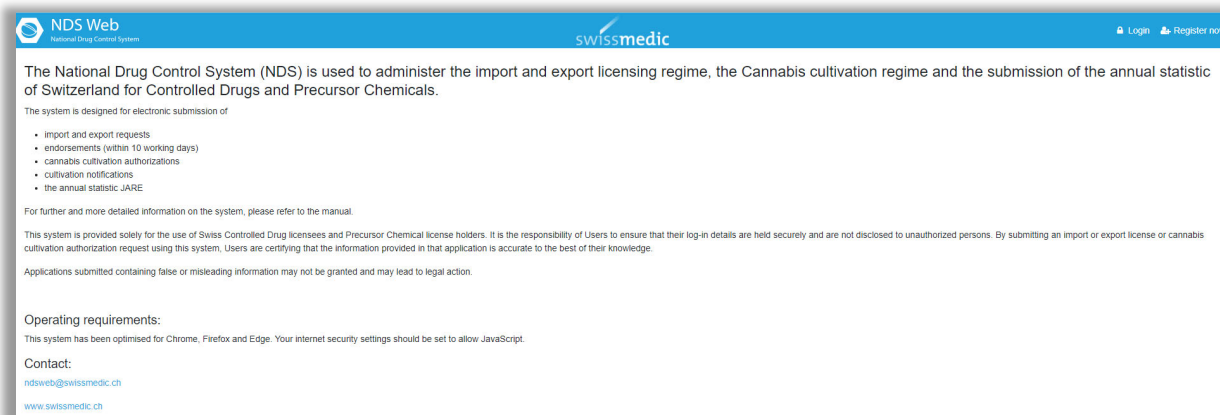 NDS Web
National Drug Control System
swissmedic
Login Register now
The National Drug Control System (NDS) is used to administer the import and export licensing regime, the Cannabis cultivation regime and the submission of the annual statistic
of Switzerland for Controlled Drugs and Precursor Chemicals.
The system is designed for electronic submission of
• import and export requests
• endorsements (within 10 working days)
• cannabis cultivation authorizations
• cultivation notifications
• the annual statistic JARE
For further and more detailed information on the system, please refer to the manual.
This system is provided solely for the use of Swiss Controlled Drug licensees and Precursor Chemical license holders. It is the responsibility of Users to ensure that their log-in details are held securely and are not disclosed to unauthorized persons. By submitting an import or export license or cannabis
cultivation authorization request using this system, Users are certifying that the information provided in that application is accurate to the best of their knowledge.
Applications submitted containing false or misleading information may not be granted and may lead to legal action.
Operating requirements:
This system has been optimised for Chrome, Firefox and Edge. Your internet security settings should be set to allow JavaScript.
Contact:
ndsweb@swissmedic.ch
www.swissmedic.ch